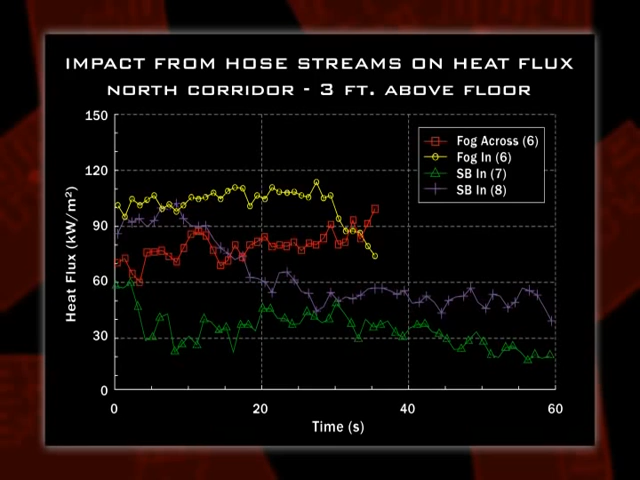 IMPACT FROM HOSE STREAMS ON HEAT FLUX
NORTH CORRIDOR - 3 FT. ABOVE FLOOR
150
120
90
60
30
0
Heat Flux (kW/m²)
Fog Across (6)
Fog In (6)
SB In (7)
SB In (8)
0
20
40
60
Time (s)